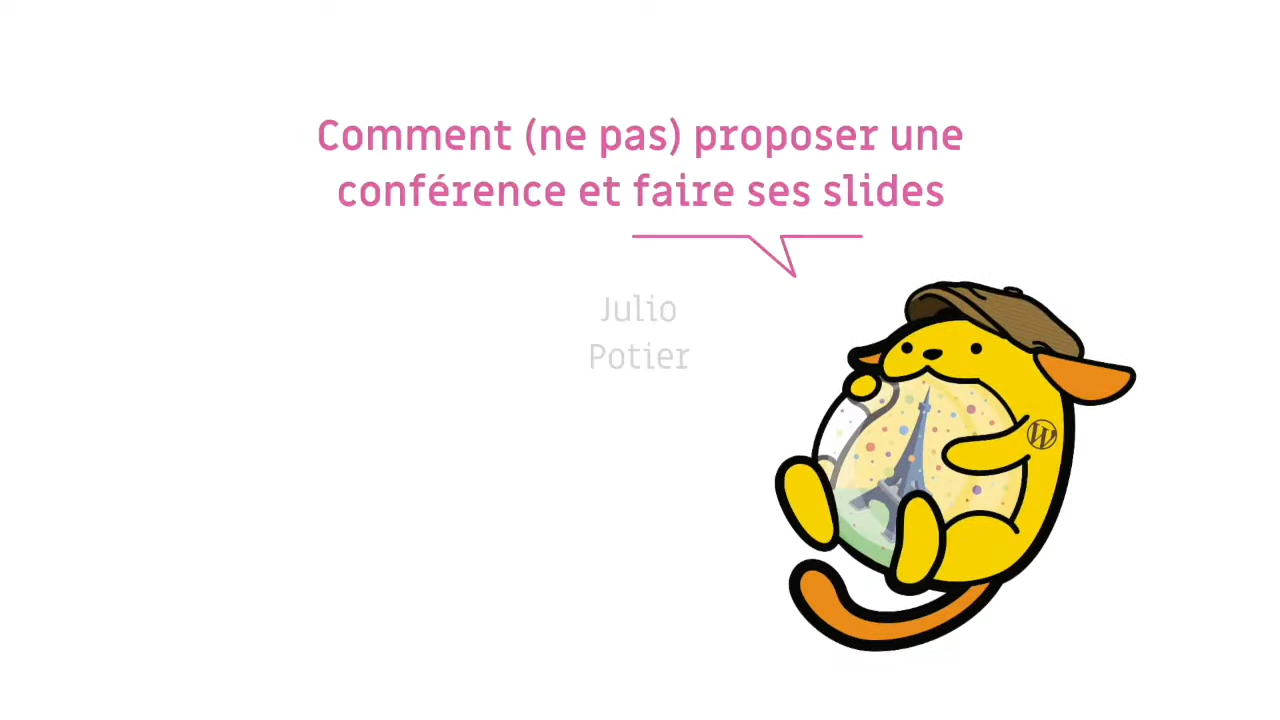 Comment (ne pas) proposer une
conférence et faire ses slides
Julio
Potier